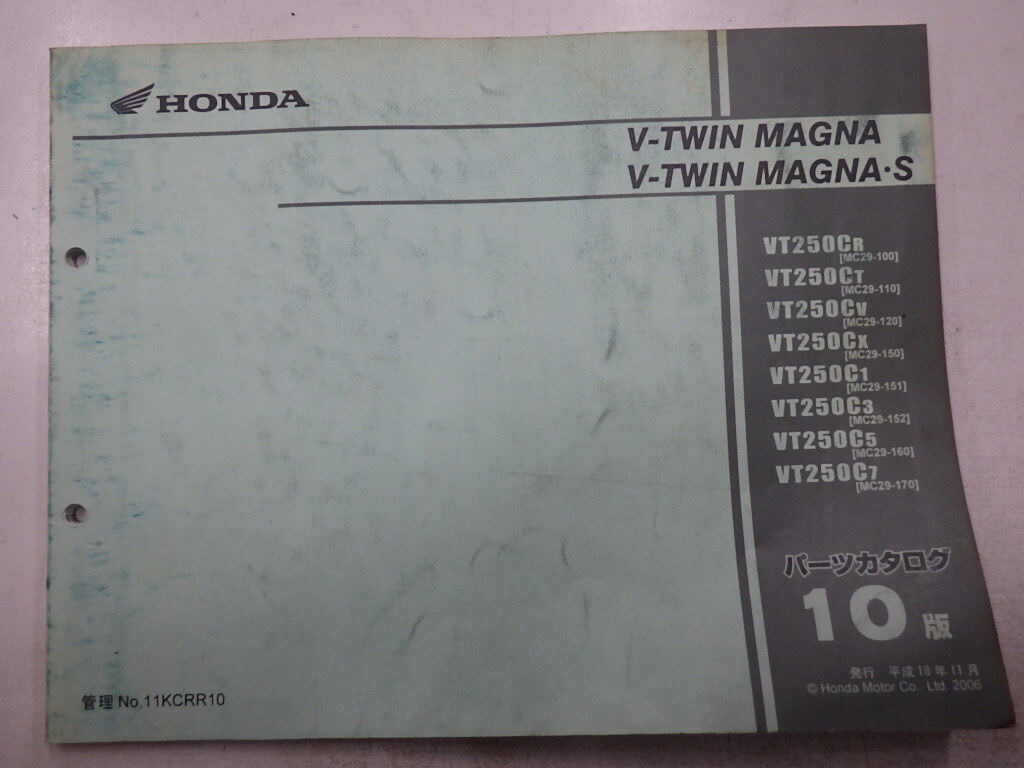 HONDA
V-TWIN MAGNA
V-TWIN MAGNA・S
VT250CR
[MC29-100]
VT250CT
[MC29-110]
VT250CV
[MC29-120]
VT250CX
[MC29-150]
VT250C1
[MC29-151]
VT250C3
[MC29-152]
VT250C5
[MC29-160]
VT250C7
[MC29-170]
パーツカタログ
10版
発行 平成18年11月
© Honda Motor Co., Ltd. 2006
管理 No.11KCRR10